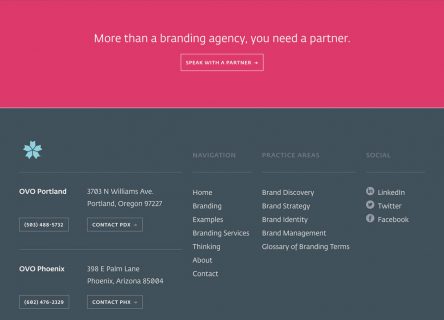 More than a branding agency, you need a partner.
SPEAK WITH A PARTNER →
NAVIGATION
PRACTICE AREAS
SOCIAL
OVO Portland
3703 N Williams Ave.
Portland, Oregon 97227
(503) 488-5732
CONTACT PDX →
OVO Phoenix
398 E Palm Lane
Phoenix, Arizona 85004
(602) 476-2329
CONTACT PHX →
Home
Branding
Examples
Branding Services
Thinking
About
Contact
Brand Discovery
Brand Strategy
Brand Identity
Brand Management
Glossary of Branding Terms
LinkedIn
Twitter
Facebook